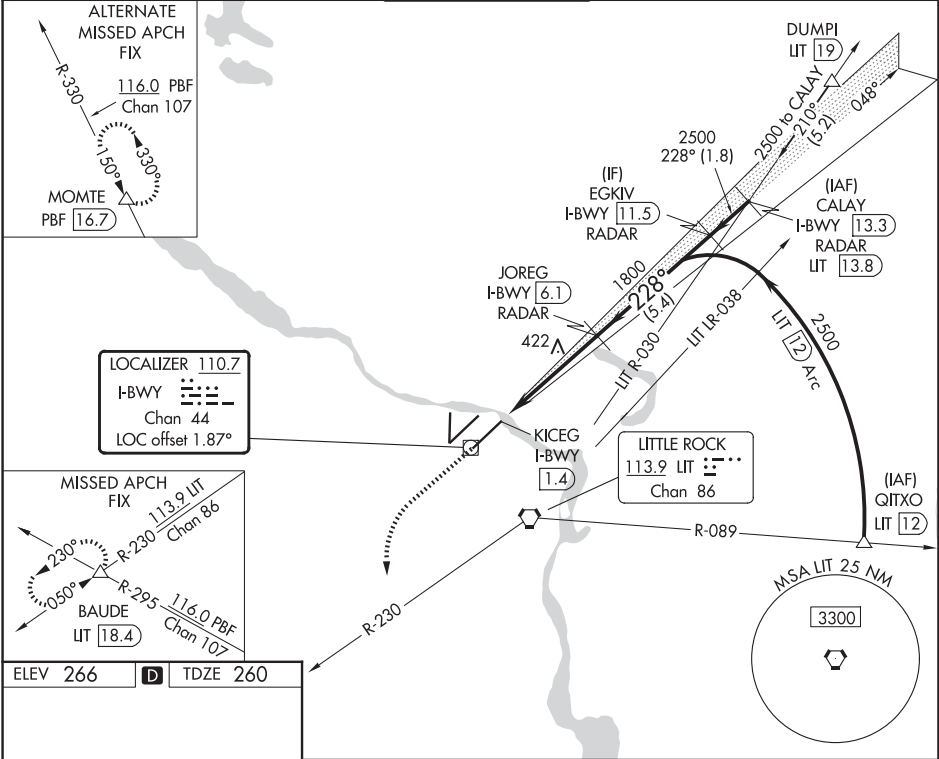 ALTERNATE
MISSED APCH
FIX
R-330
116.0 PBF
Chan 107
150°
330°
MOMTE
PBF 16.7
DUMPI
LIT 19
2500 to CALAY
210°
(5.2)
048°
2500
228° (1.8)
(IF)
EGKIV
I-BWY 11.5
RADAR
(IAF)
CALAY
I-BWY 13.3
RADAR
LIT 13.8
JOREG
I-BWY 6.1
RADAR
1800
228°
(5.4)
422
LIT R-030
LIT LR-038
2500
LIT 12 Arc
LOCALIZER 110.7
I-BWY
Chan 44
LOC offset 1.87°
KICEG
I-BWY
1.4
LITTLE ROCK
113.9 LIT
Chan 86
(IAF)
QITXO
LIT 12
R-089
R-230
MISSED APCH
FIX
113.9 LIT
R-230
Chan 86
230°
050°
R-295
116.0 PBF
Chan 107
BAUDE
LIT 18.4
MSA LIT 25 NM
3300
ELEV 266 D TDZE 260